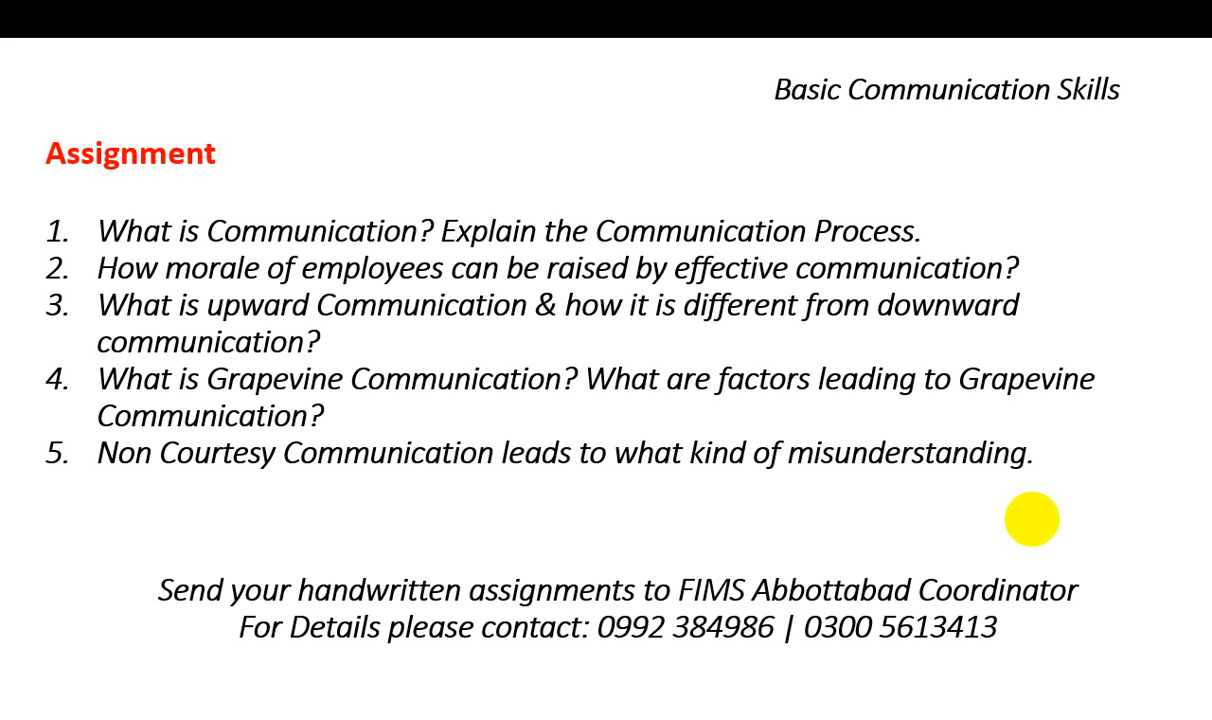 Basic Communication Skills
Assignment
1. What is Communication? Explain the Communication Process.
2. How morale of employees can be raised by effective communication?
3. What is upward Communication & how it is different from downward
communication?
4. What is Grapevine Communication? What are factors leading to Grapevine
Communication?
5. Non Courtesy Communication leads to what kind of misunderstanding.
Send your handwritten assignments to FIMS Abbottabad Coordinator
For Details please contact: 0992 384986 | 0300 5613413